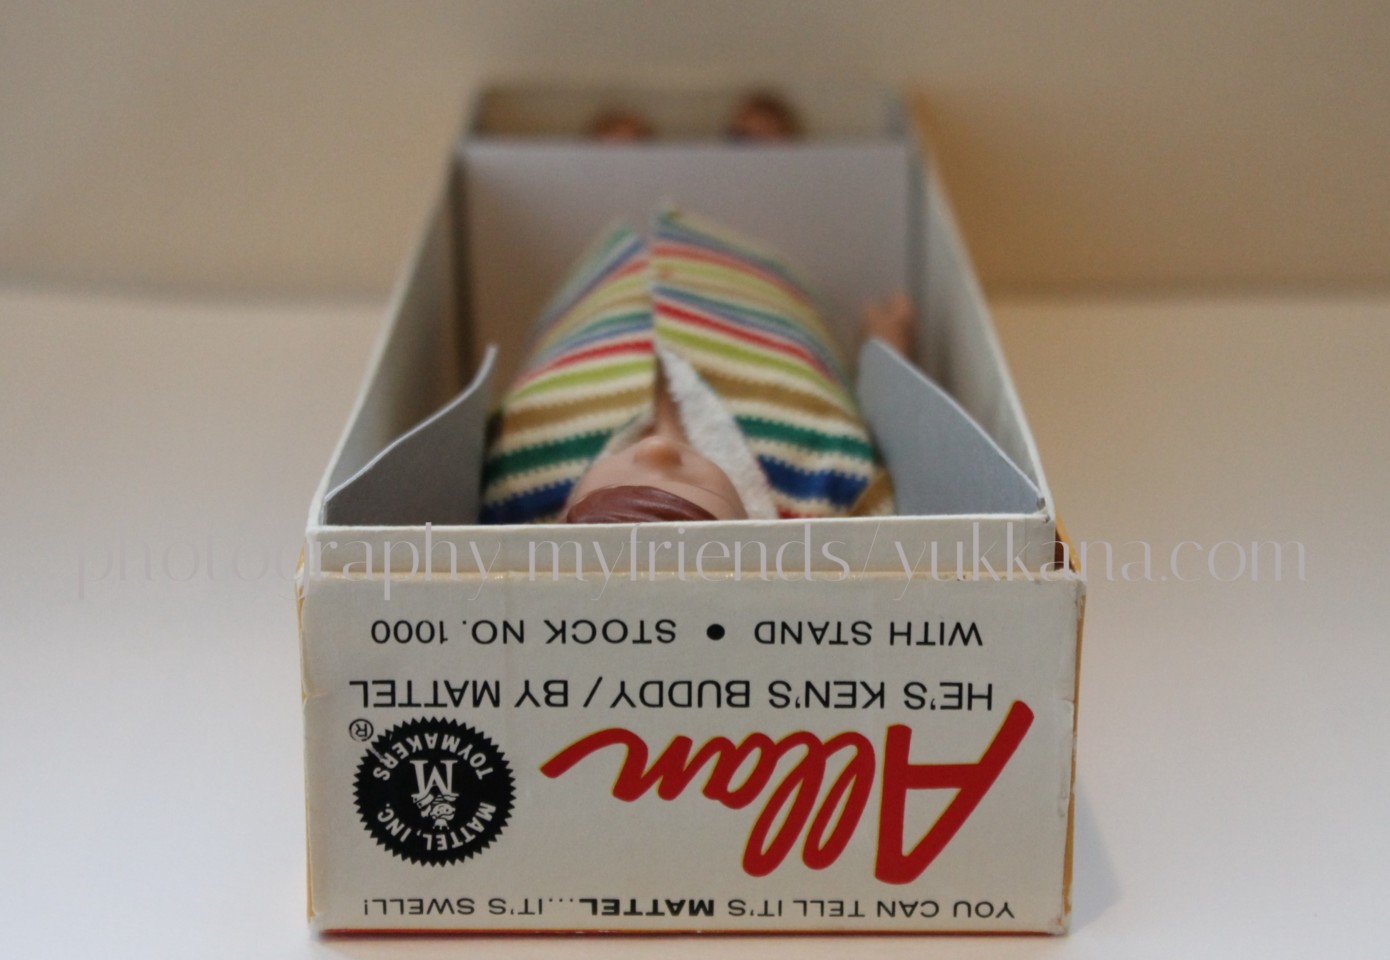 YOU CAN TELL IT'S MATTEL....IT'S SWELL!
Allan
MATTEL, INC.
TOYMAKERS
M
®
HE'S KEN'S BUDDY / BY MATTEL
WITH STAND • STOCK NO. 1000
photography myfriends/yukkana.com